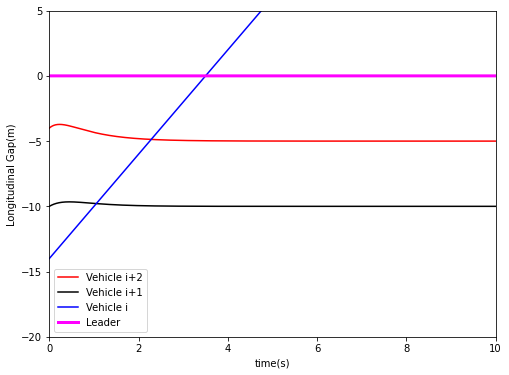 5
0
−5
−10
−15
−20
Longitudinal Gap(m)
Vehicle i+2
Vehicle i+1
Vehicle i
Leader
0 2 4 6 8 10
time(s)